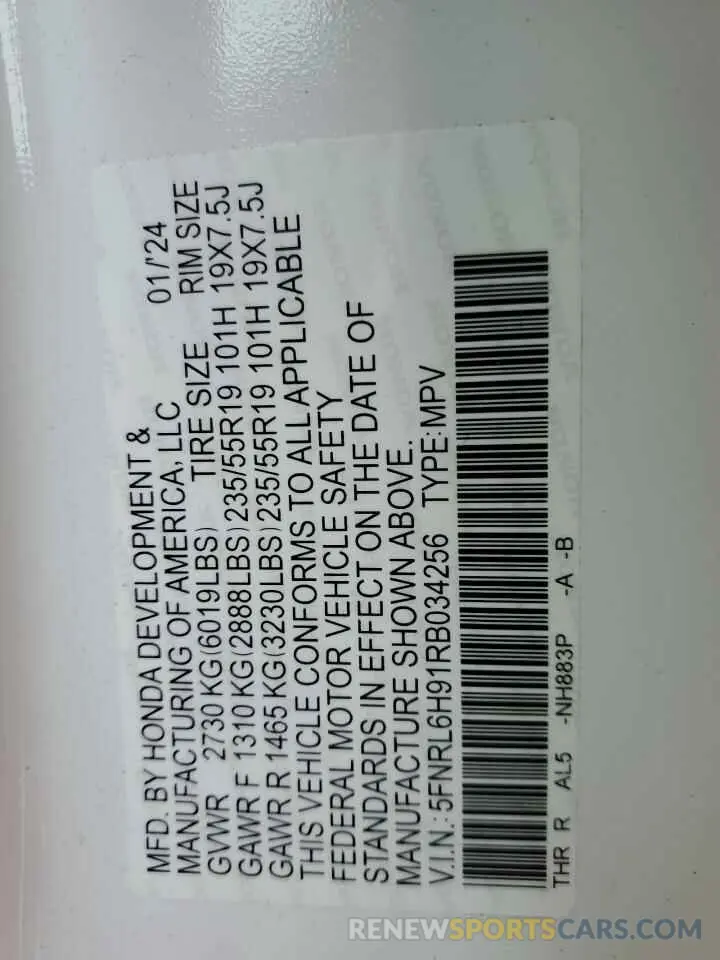 MFD. BY HONDA DEVELOPMENT &
MANUFACTURING OF AMERICA, LLC 01/'24
GVWR 2730 KG(6019LBS) TIRE SIZE RIM SIZE
GAWR F 1310 KG(2888LBS)235/55R19 101H 19X7.5J
GAWR R 1465 KG(3230LBS)235/55R19 101H 19X7.5J
THIS VEHICLE CONFORMS TO ALL APPLICABLE
FEDERAL MOTOR VEHICLE SAFETY
STANDARDS IN EFFECT ON THE DATE OF
MANUFACTURE SHOWN ABOVE.
V.I.N.:5FNRL6H91RB034256 TYPE:MPV
THR R AL5 -NH883P -A -B
RENEWSPORTSCARS.COM